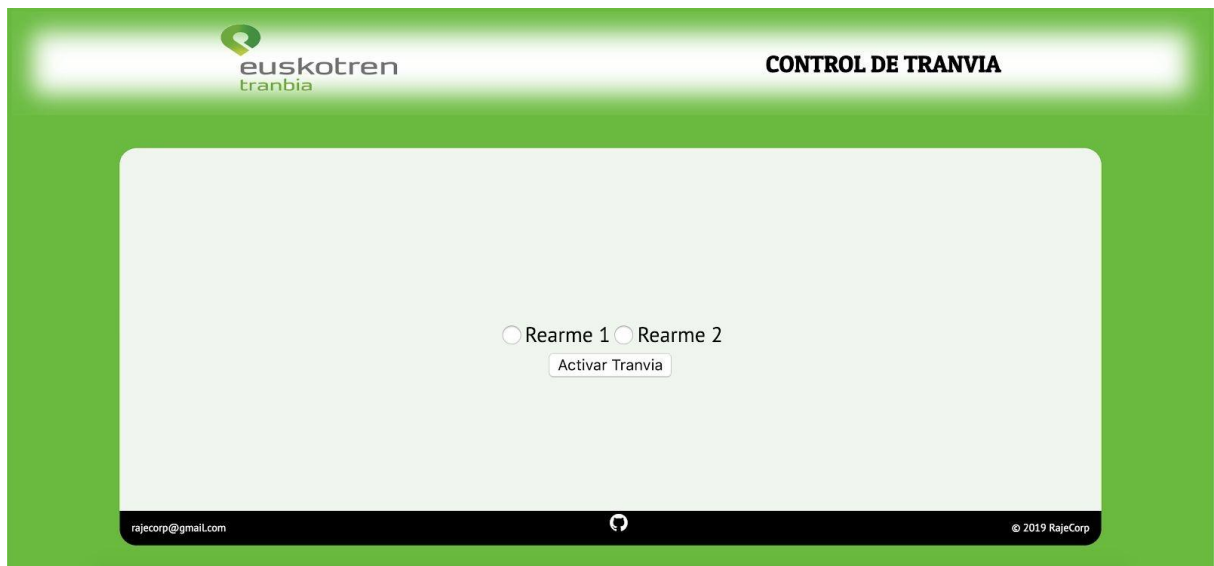 euskotren
tranbia
CONTROL DE TRANVIA
Rearme 1 Rearme 2
Activar Tranvia
rajecorp@gmail.com
© 2019 RajeCorp